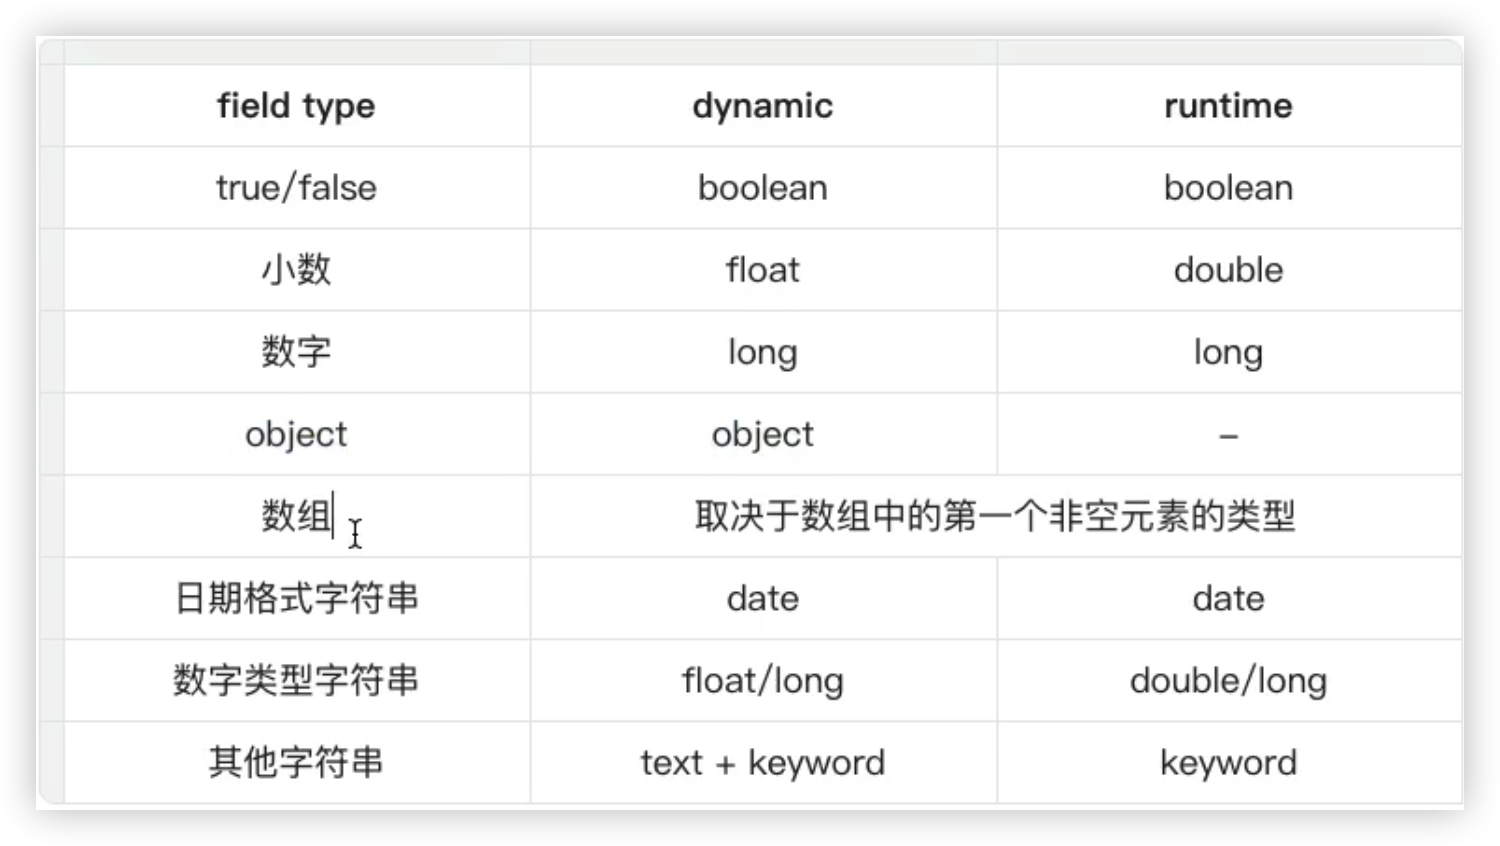 field type dynamic runtime
true/false boolean boolean
小数 float double
数字 long long
object object –
数组 取决于数组中的第一个非空元素的类型
日期格式字符串 date date
数字类型字符串 float/long double/long
其他字符串 text + keyword keyword